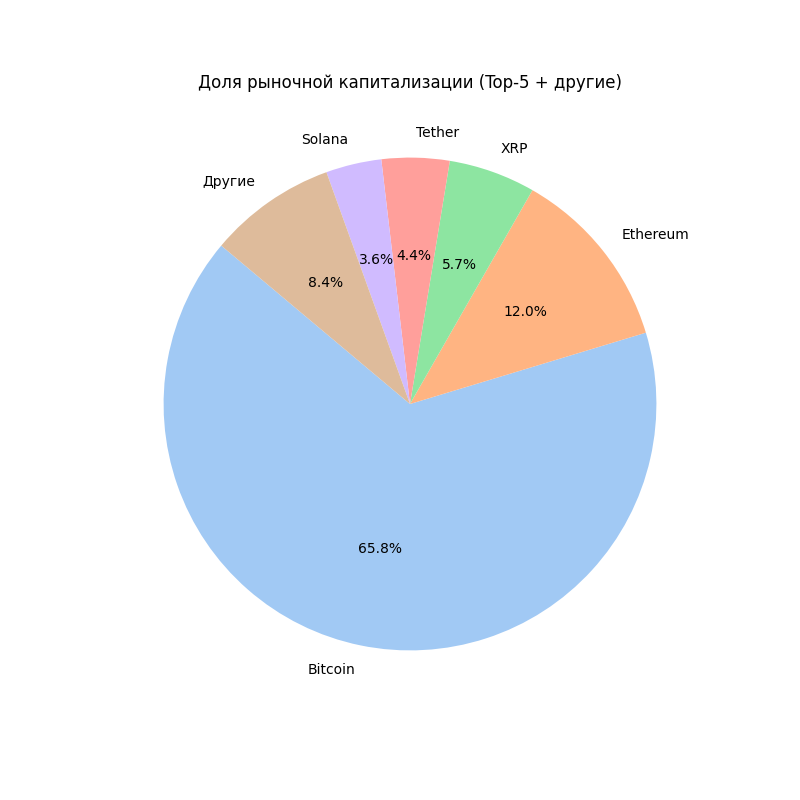 Доля рыночной капитализации (Top-5 + другие)
Tether
Solana
XRP
Другие
Ethereum
4.4%
3.6%
5.7%
8.4%
12.0%
65.8%
Bitcoin